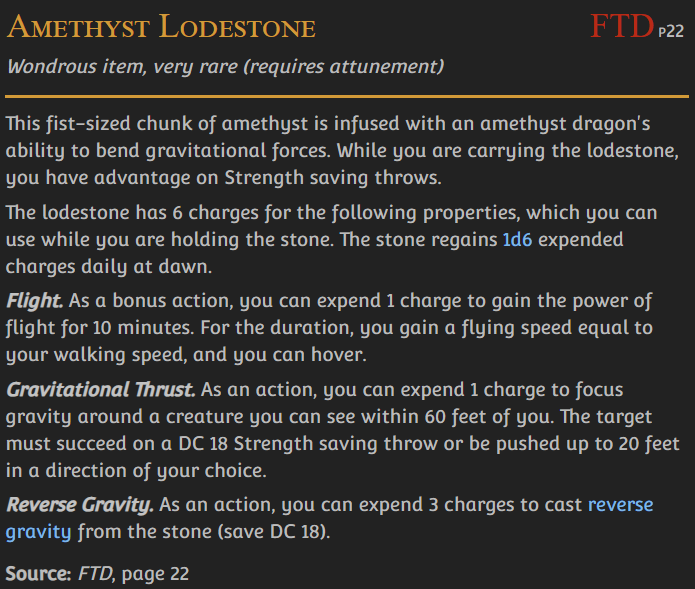 Amethyst Lodestone FTD P22
Wondrous item, very rare (requires attunement)
This fist-sized chunk of amethyst is infused with an amethyst dragon's
ability to bend gravitational forces. While you are carrying the lodestone,
you have advantage on Strength saving throws.
The lodestone has 6 charges for the following properties, which you can
use while you are holding the stone. The stone regains 1d6 expended
charges daily at dawn.
Flight. As a bonus action, you can expend 1 charge to gain the power of
flight for 10 minutes. For the duration, you gain a flying speed equal to
your walking speed, and you can hover.
Gravitational Thrust. As an action, you can expend 1 charge to focus
gravity around a creature you can see within 60 feet of you. The target
must succeed on a DC 18 Strength saving throw or be pushed up to 20 feet
in a direction of your choice.
Reverse Gravity. As an action, you can expend 3 charges to cast reverse
gravity from the stone (save DC 18).
Source: FTD, page 22